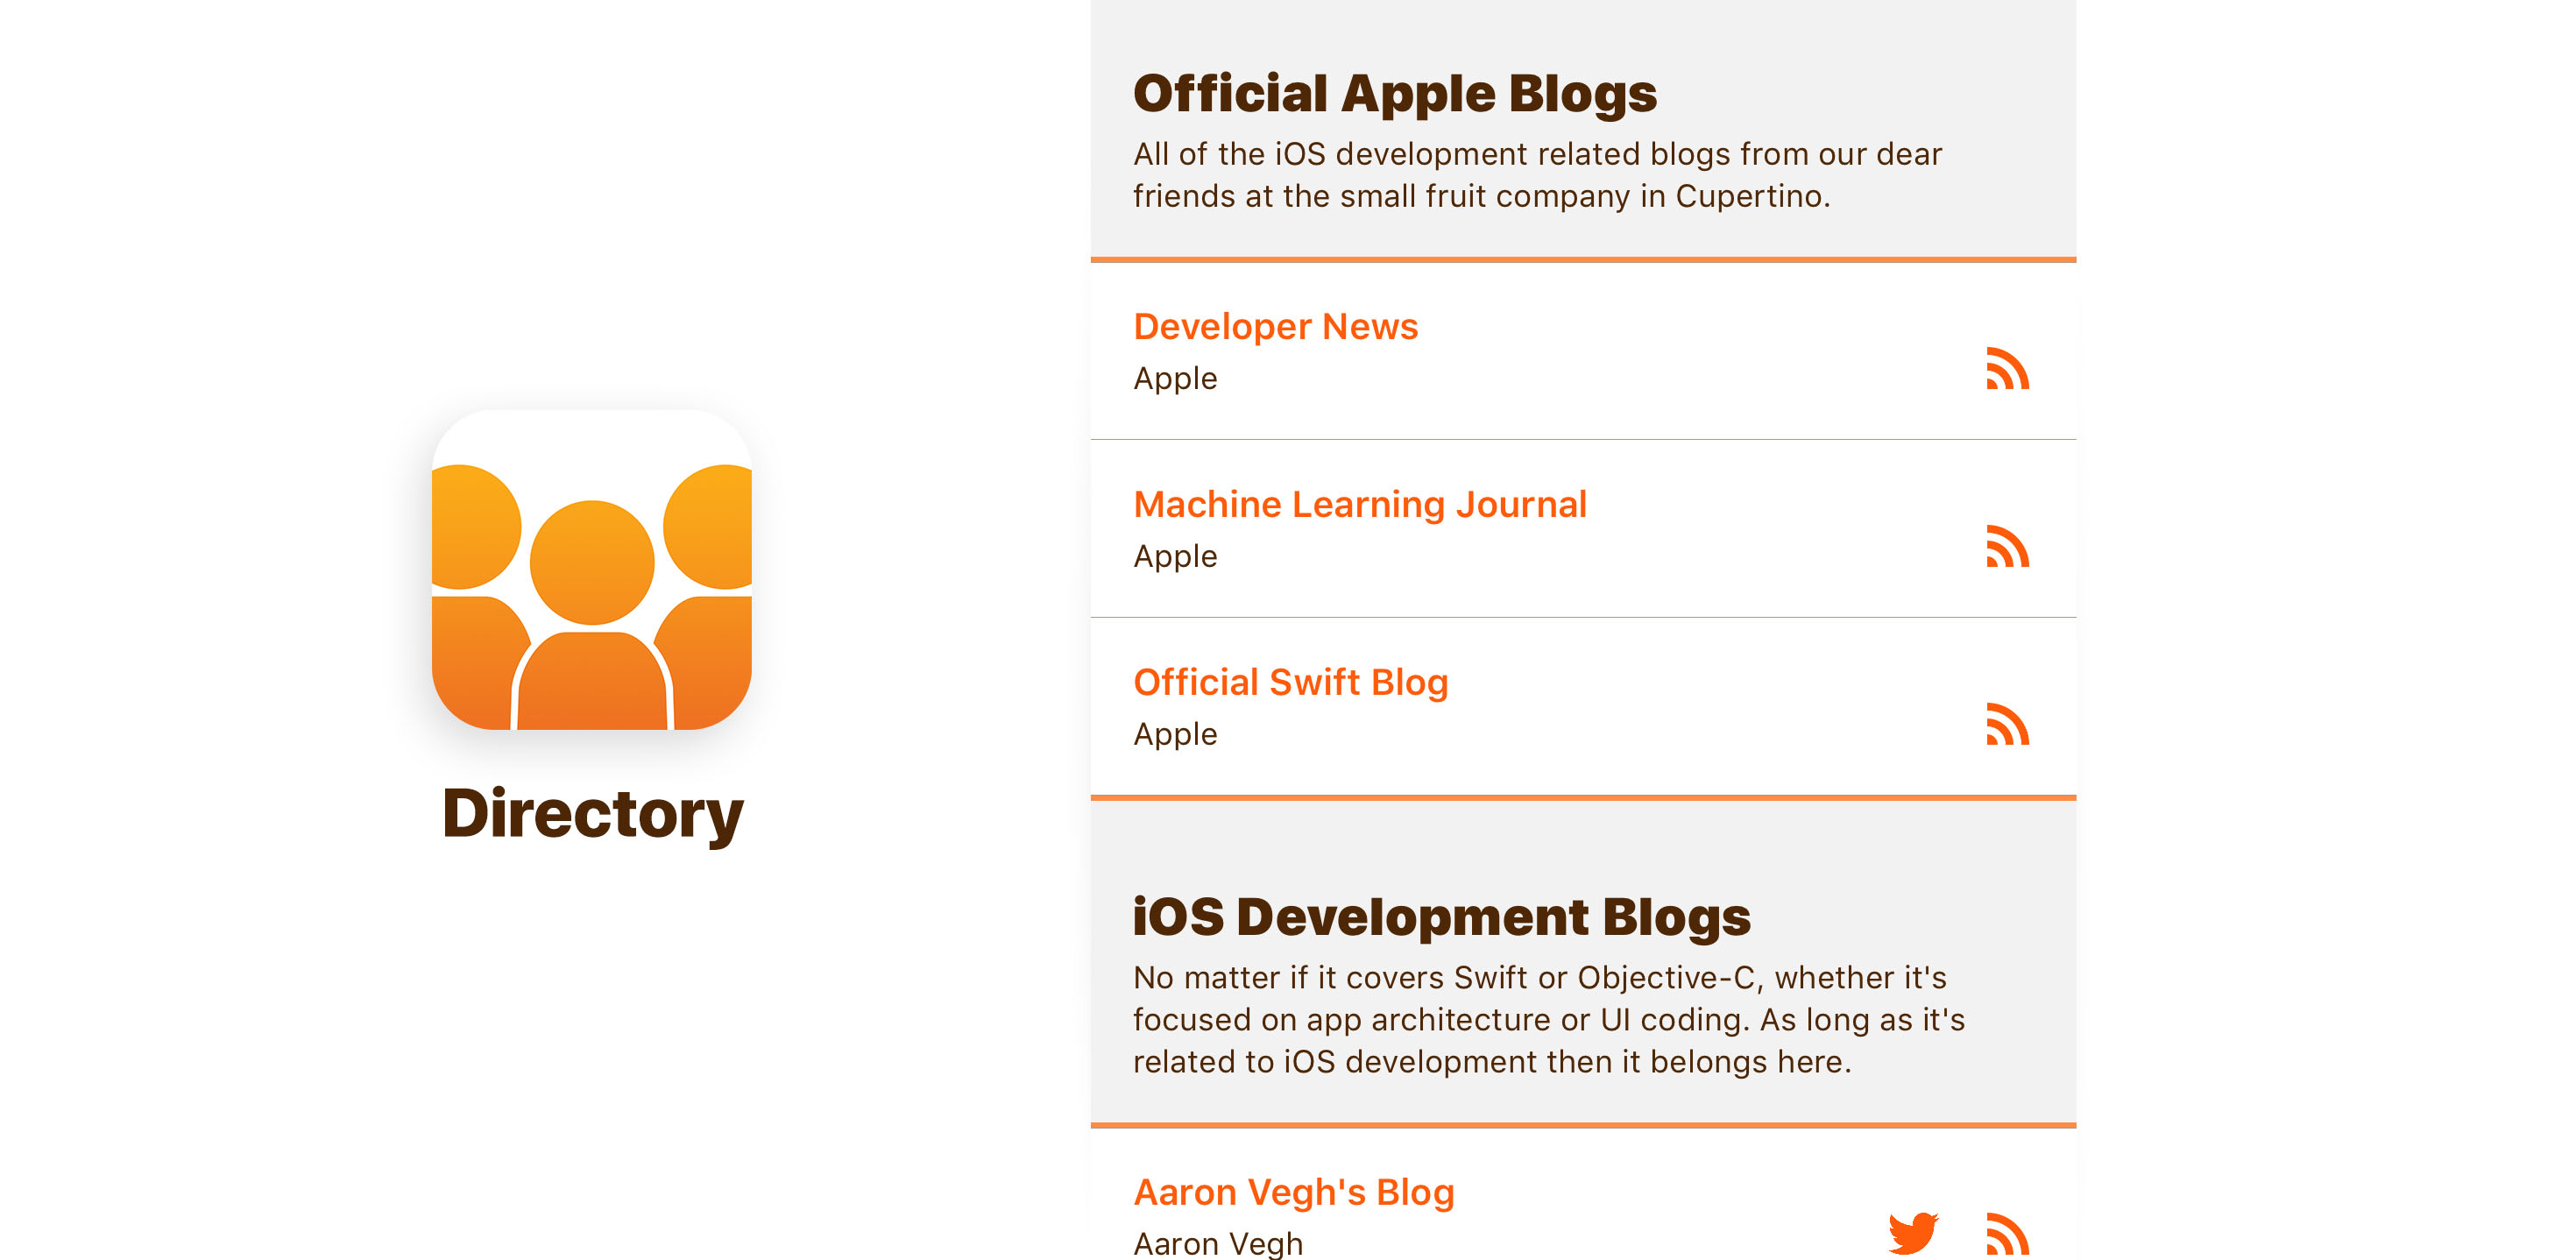 Directory
Official Apple Blogs
All of the iOS development related blogs from our dear
friends at the small fruit company in Cupertino.
Developer News
Apple
Machine Learning Journal
Apple
Official Swift Blog
Apple
iOS Development Blogs
No matter if it covers Swift or Objective-C, whether it's
focused on app architecture or UI coding. As long as it's
related to iOS development then it belongs here.
Aaron Vegh's Blog
Aaron Vegh